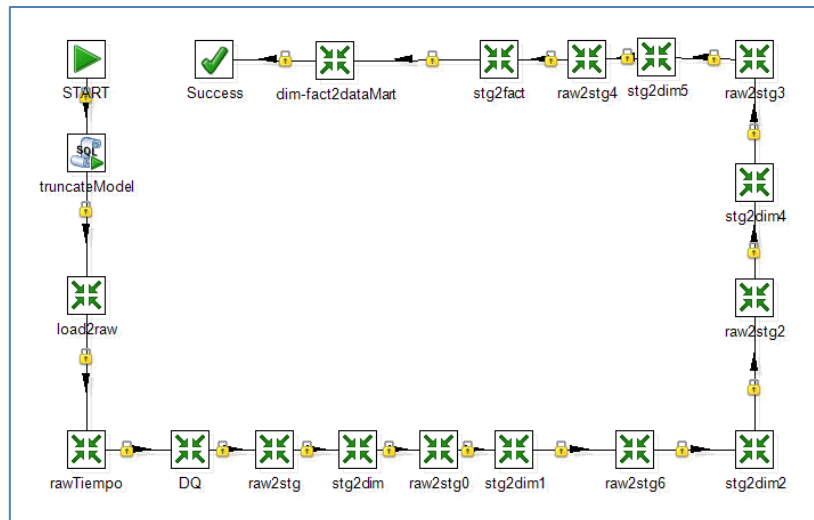 START
Success
dim-fact2dataMart
stg2fact
raw2stg4
stg2dim5
raw2stg3
SQL
truncateModel
stg2dim4
load2raw
raw2stg2
rawTiempo
DQ
raw2stg
stg2dim
raw2stg0
stg2dim1
raw2stg6
stg2dim2